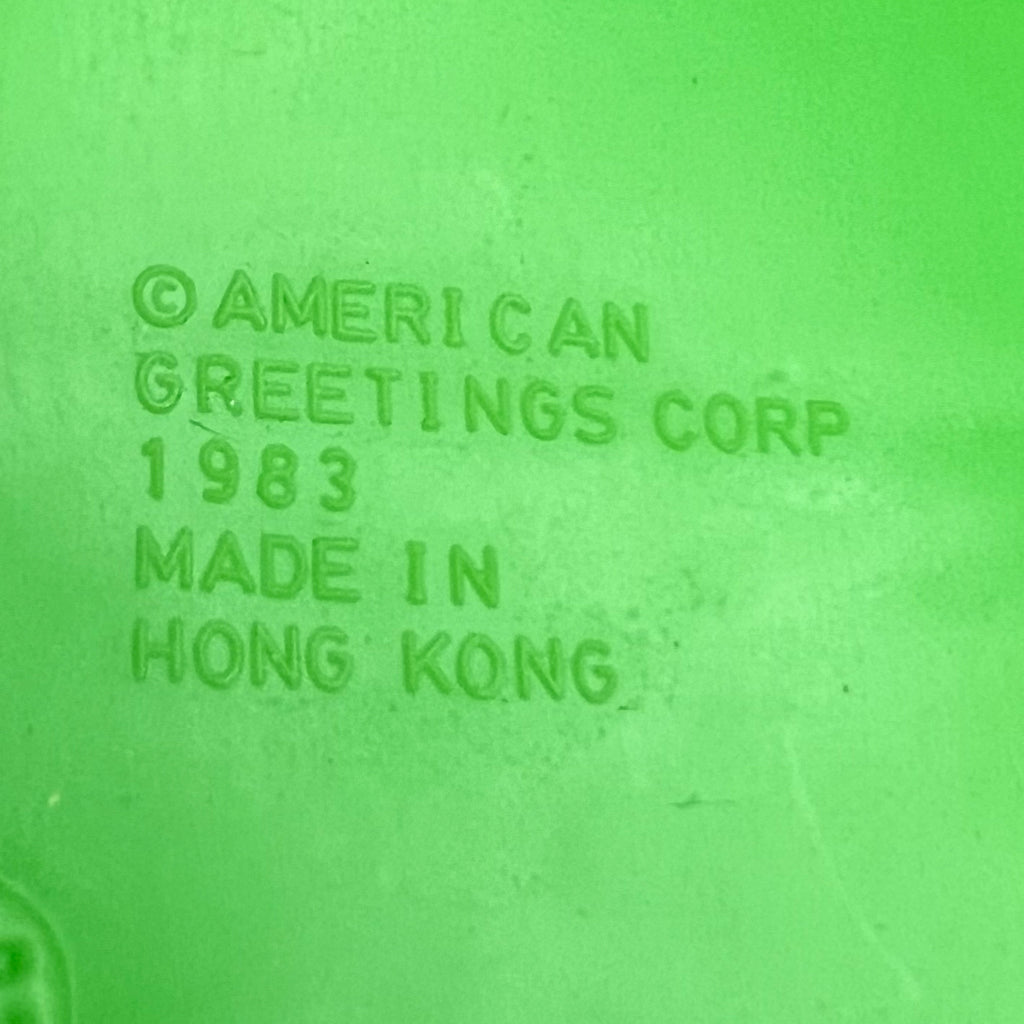 © AMERICAN
GREETINGS CORP
1983
MADE IN
HONG KONG